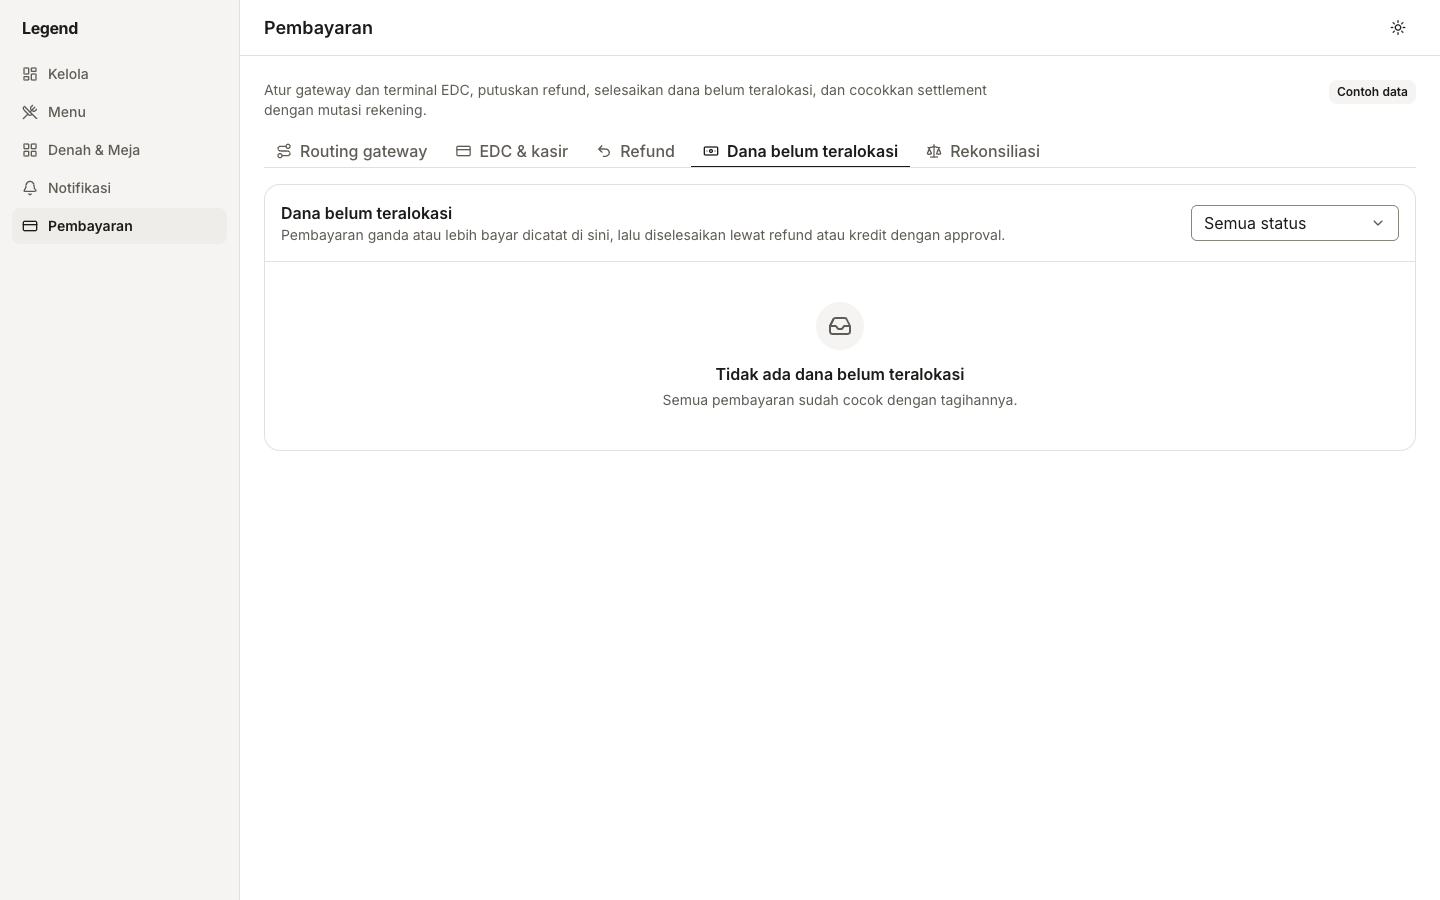 Legend
Pembayaran
Kelola
Menu
Denah & Meja
Notifikasi
Pembayaran
Atur gateway dan terminal EDC, putuskan refund, selesaikan dana belum teralokasi, dan cocokkan settlement
dengan mutasi rekening.
Contoh data
Routing gateway
EDC & kasir
Refund
Dana belum teralokasi
Rekonsiliasi
Dana belum teralokasi
Pembayaran ganda atau lebih bayar dicatat di sini, lalu diselesaikan lewat refund atau kredit dengan approval.
Semua status
Tidak ada dana belum teralokasi
Semua pembayaran sudah cocok dengan tagihannya.